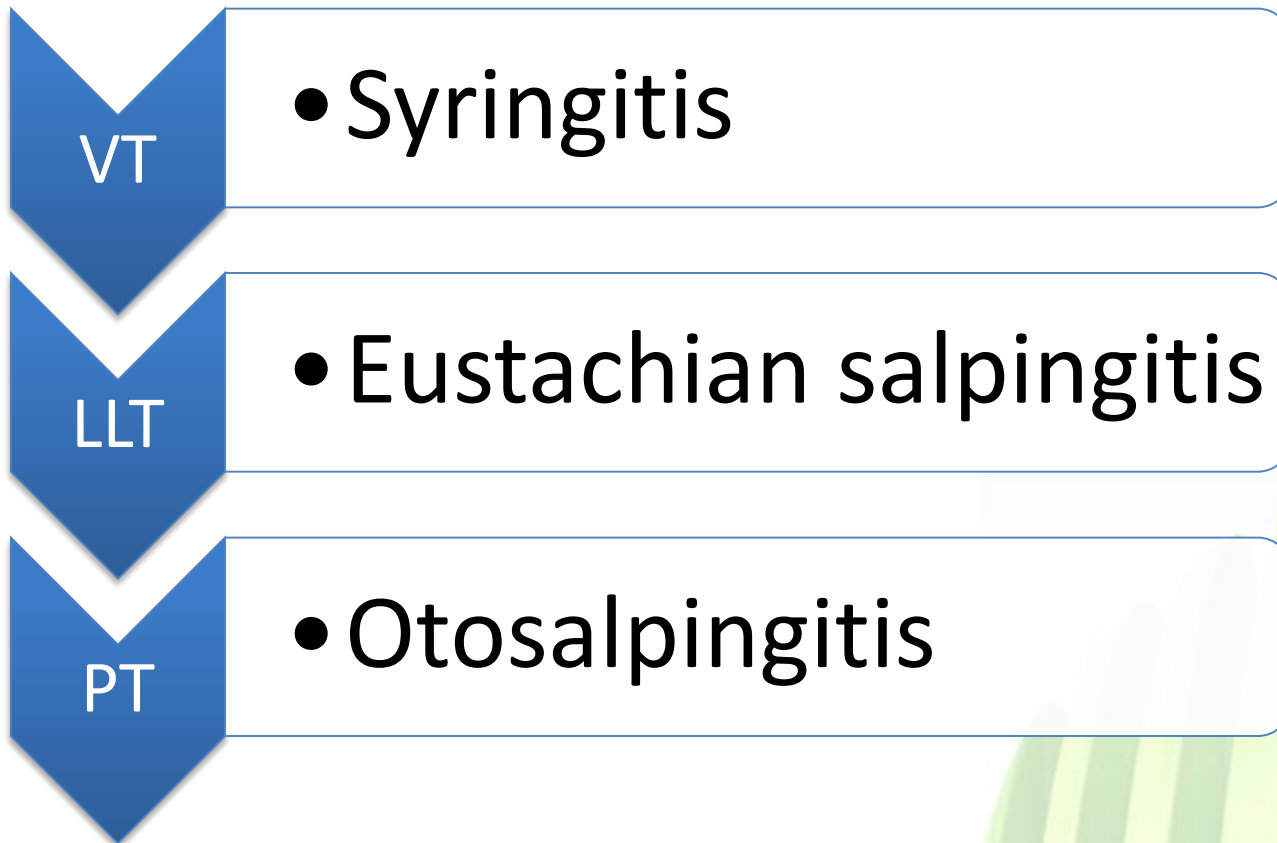 VT
• Syringitis
LLT
• Eustachian salpingitis
PT
• Otosalpingitis